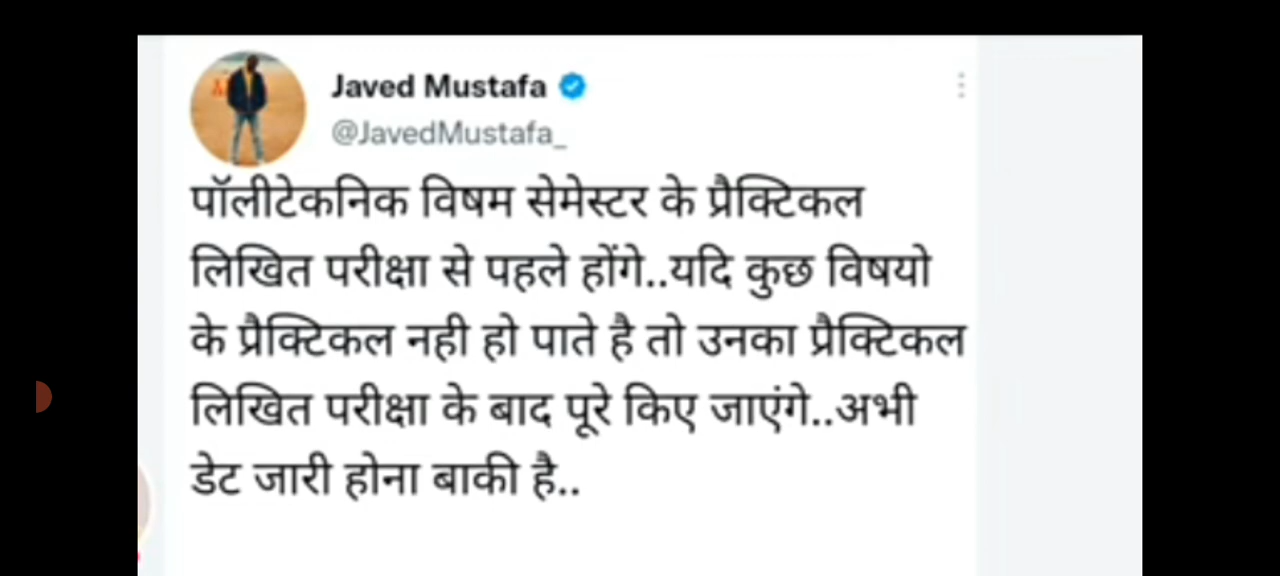 Javed Mustafa
@JavedMustafa_
पॉलीटेकनिक विषम सेमेस्टर के प्रैक्टिकल
लिखित परीक्षा से पहले होंगे..यदि कुछ विषयो
के प्रैक्टिकल नही हो पाते है तो उनका प्रैक्टिकल
लिखित परीक्षा के बाद पूरे किए जाएंगे..अभी
डेट जारी होना बाकी है..